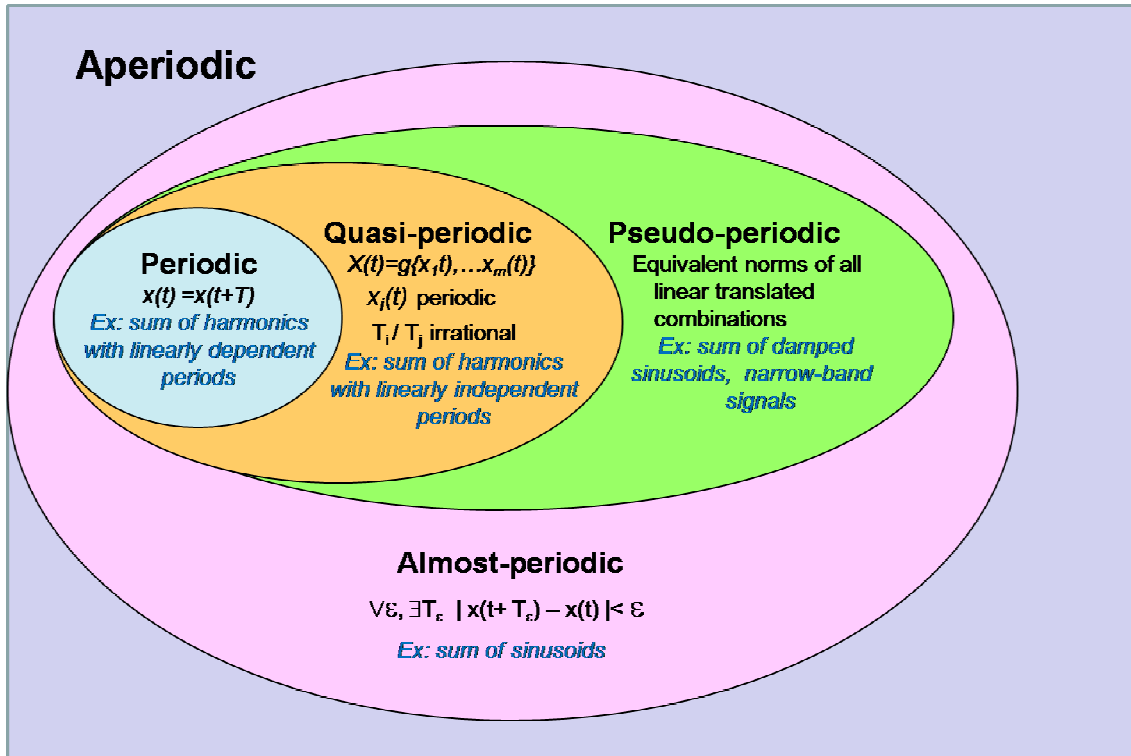 Aperiodic
Periodic
x(t) =x(t+T)
Ex: sum of harmonics
with linearly dependent
periods
Quasi-periodic
X(t)=g{x₁t),…xₘ(t)}
xᵢ(t) periodic
Tᵢ / Tⱼ irrational
Ex: sum of harmonics
with linearly independent
periods
Pseudo-periodic
Equivalent norms of all
linear translated
combinations
Ex: sum of damped
sinusoids, narrow-band
signals
Almost-periodic
∀ε, ∃Tε | x(t+ Tε) – x(t) |< ε
Ex: sum of sinusoids